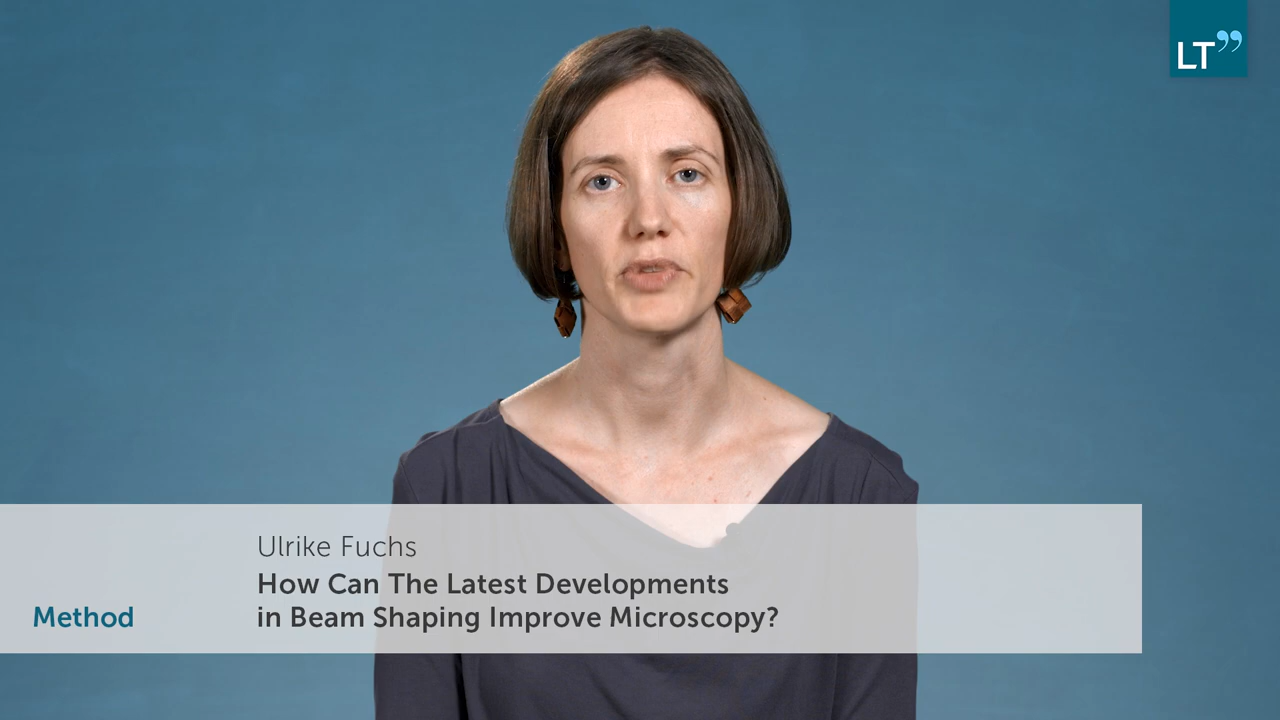 LT”
Ulrike Fuchs
How Can The Latest Developments
Method
in Beam Shaping Improve Microscopy?